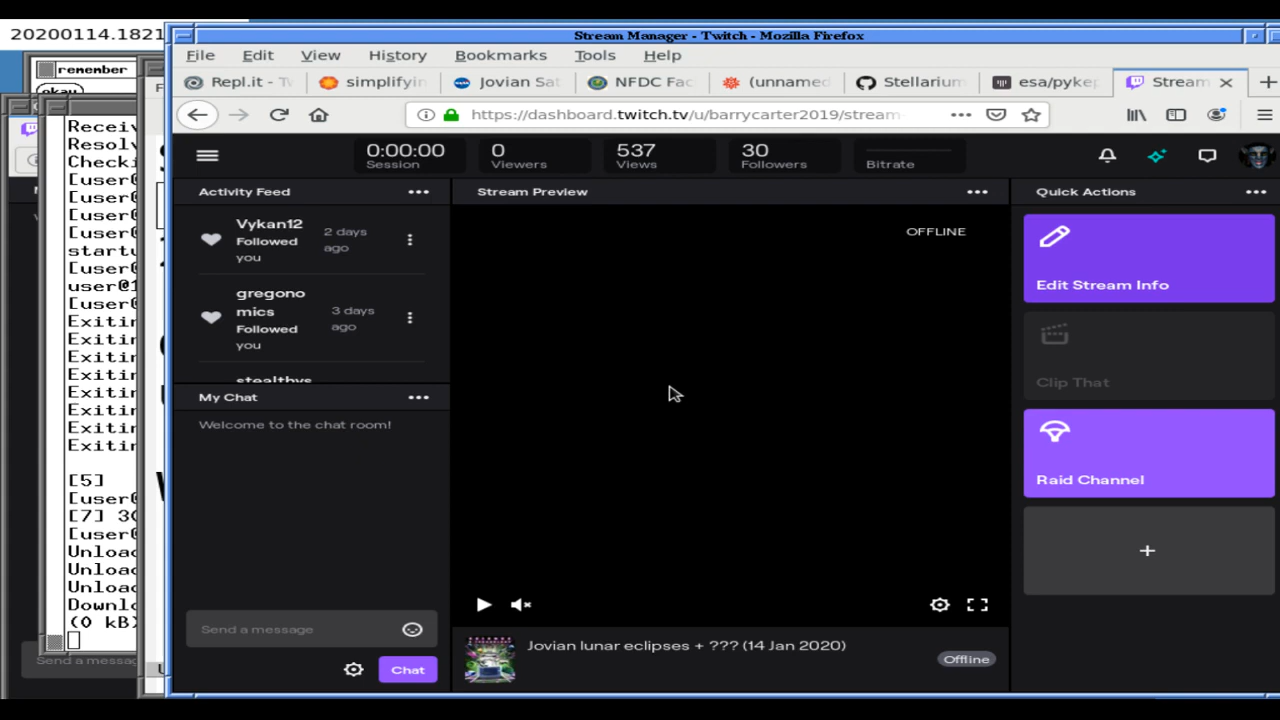 20200114.1821
Stream Manager - Twitch - Mozilla Firefox
File Edit View History Bookmarks Tools Help
remember
okay
Repl.it - Tw simplifyin Jovian Sat NFDC Fac (unnamed Stellarium esa/pykep Stream
https://dashboard.twitch.tv/u/barrycarter2019/stream
0:00:00
Session
0
Viewers
537
Views
30
Followers
Bitrate
Activity Feed
Vykan12
Followed
you
2 days
ago
gregono
mics
Followed
you
3 days
ago
stealthys
My Chat
Welcome to the chat room!
Send a message
Chat
Stream Preview
OFFLINE
Jovian lunar eclipses + ??? (14 Jan 2020)
Offline
Quick Actions
Edit Stream Info
Clip That
Raid Channel
+
Receiv
Resolv
Checki
[user@
[user@
[user@
[user@
startu
[user@
user@1
[user@
Exitin
Exitin
Exitin
Exitin
Exitin
Exitin
Exitin
Exitin
[5]
[user@
[7] 30
[user@
Unload
Unload
Unload
Downlo
(0 kB)
Send a messag